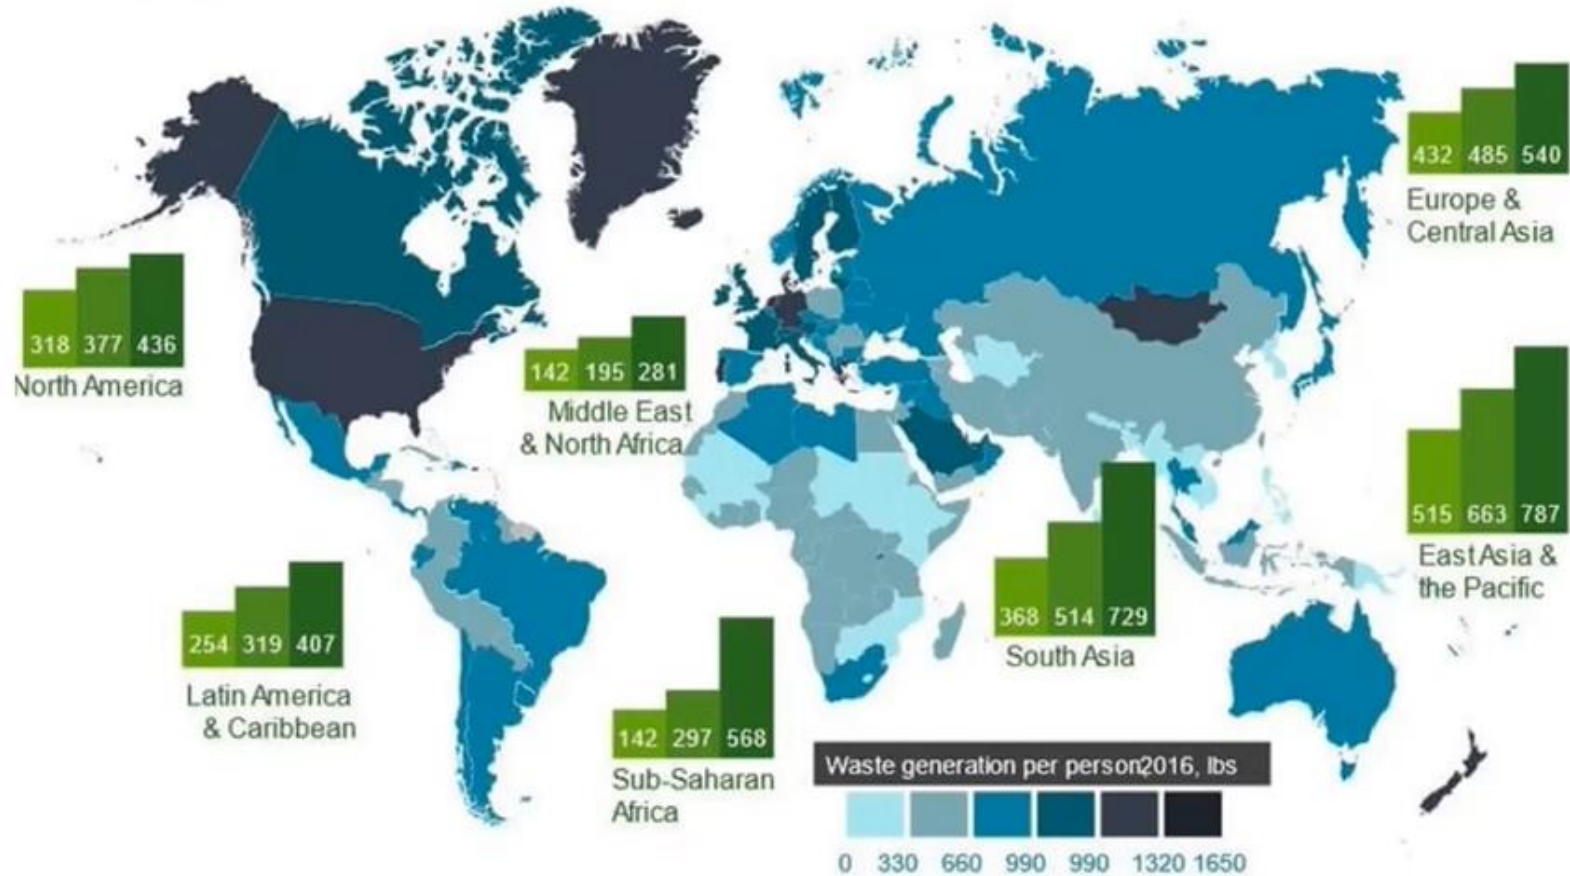 432 485 540
Europe &
Central Asia
318 377 436
North America
142 195 281
Middle East
& North Africa
515 663 787
East Asia &
the Pacific
368 514 729
South Asia
254 319 407
Latin America
& Caribbean
142 297 568
Sub-Saharan
Africa
Waste generation per person2016, lbs
0 330 660 990 990 1320 1650